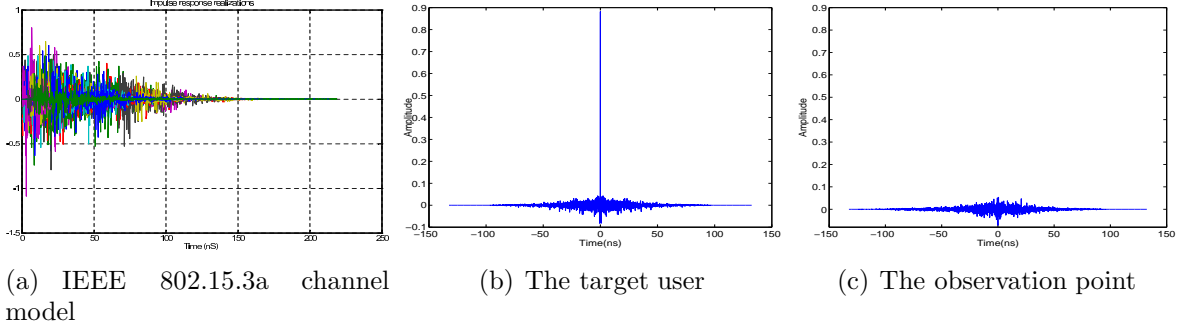 Impulse response realizations
1
0.5
0
-0.5
-1
-1.5
0 50 100 150 200 250
Time (nS)
0.9
0.8
0.7
0.6
0.5
0.4
0.3
0.2
0.1
0
−0.1
Amplitude
−150 −100 −50 0 50 100 150
Time(ns)
0.9
0.8
0.7
0.6
0.5
0.4
0.3
0.2
0.1
0
−0.1
Amplitude
−150 −100 −50 0 50 100 150
Time(ns)
(a) IEEE 802.15.3a channel
model
(b) The target user
(c) The observation point